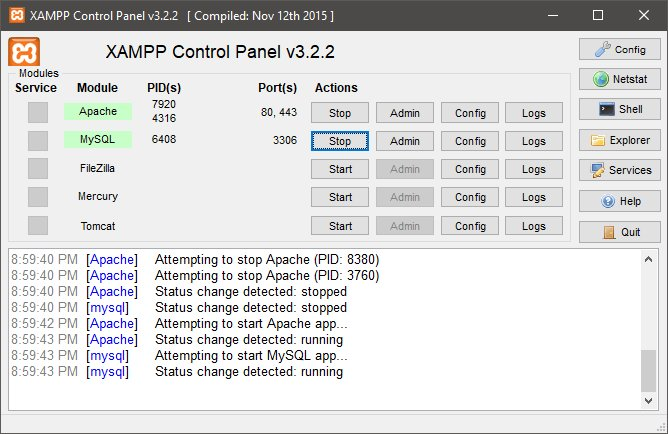 XAMPP Control Panel v3.2.2 [ Compiled: Nov 12th 2015 ]
XAMPP Control Panel v3.2.2
Config
Modules
Service Module PID(s) Port(s) Actions
Netstat
Apache 7920 4316 80, 443 Stop Admin Config Logs
Shell
MySQL 6408 3306 Stop Admin Config Logs
Explorer
FileZilla Start Admin Config Logs
Services
Mercury Start Admin Config Logs
Help
Tomcat Start Admin Config Logs
Quit
8:59:40 PM [Apache] Attempting to stop Apache (PID: 8380)
8:59:40 PM [Apache] Attempting to stop Apache (PID: 3760)
8:59:40 PM [Apache] Status change detected: stopped
8:59:40 PM [mysql] Status change detected: stopped
8:59:42 PM [Apache] Attempting to start Apache app...
8:59:43 PM [Apache] Status change detected: running
8:59:43 PM [mysql] Attempting to start MySQL app...
8:59:43 PM [mysql] Status change detected: running